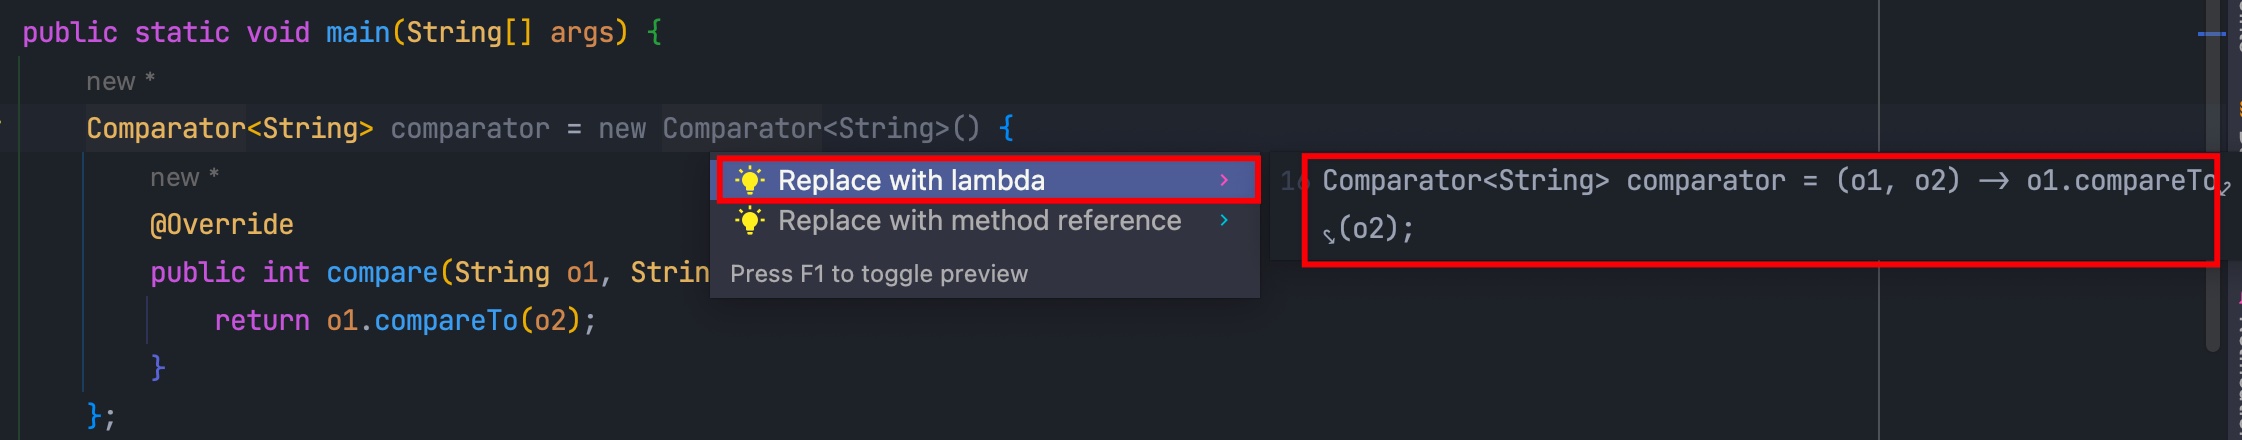 public static void main(String[] args) {
new *
Comparator<String> comparator = new Comparator<String>() {
new *
Replace with lambda
16 Comparator<String> comparator = (o1, o2) → o1.compareTo
(o2);
@Override
Replace with method reference
public int compare(String o1, Strin
Press F1 to toggle preview
return o1.compareTo(o2);
}
};